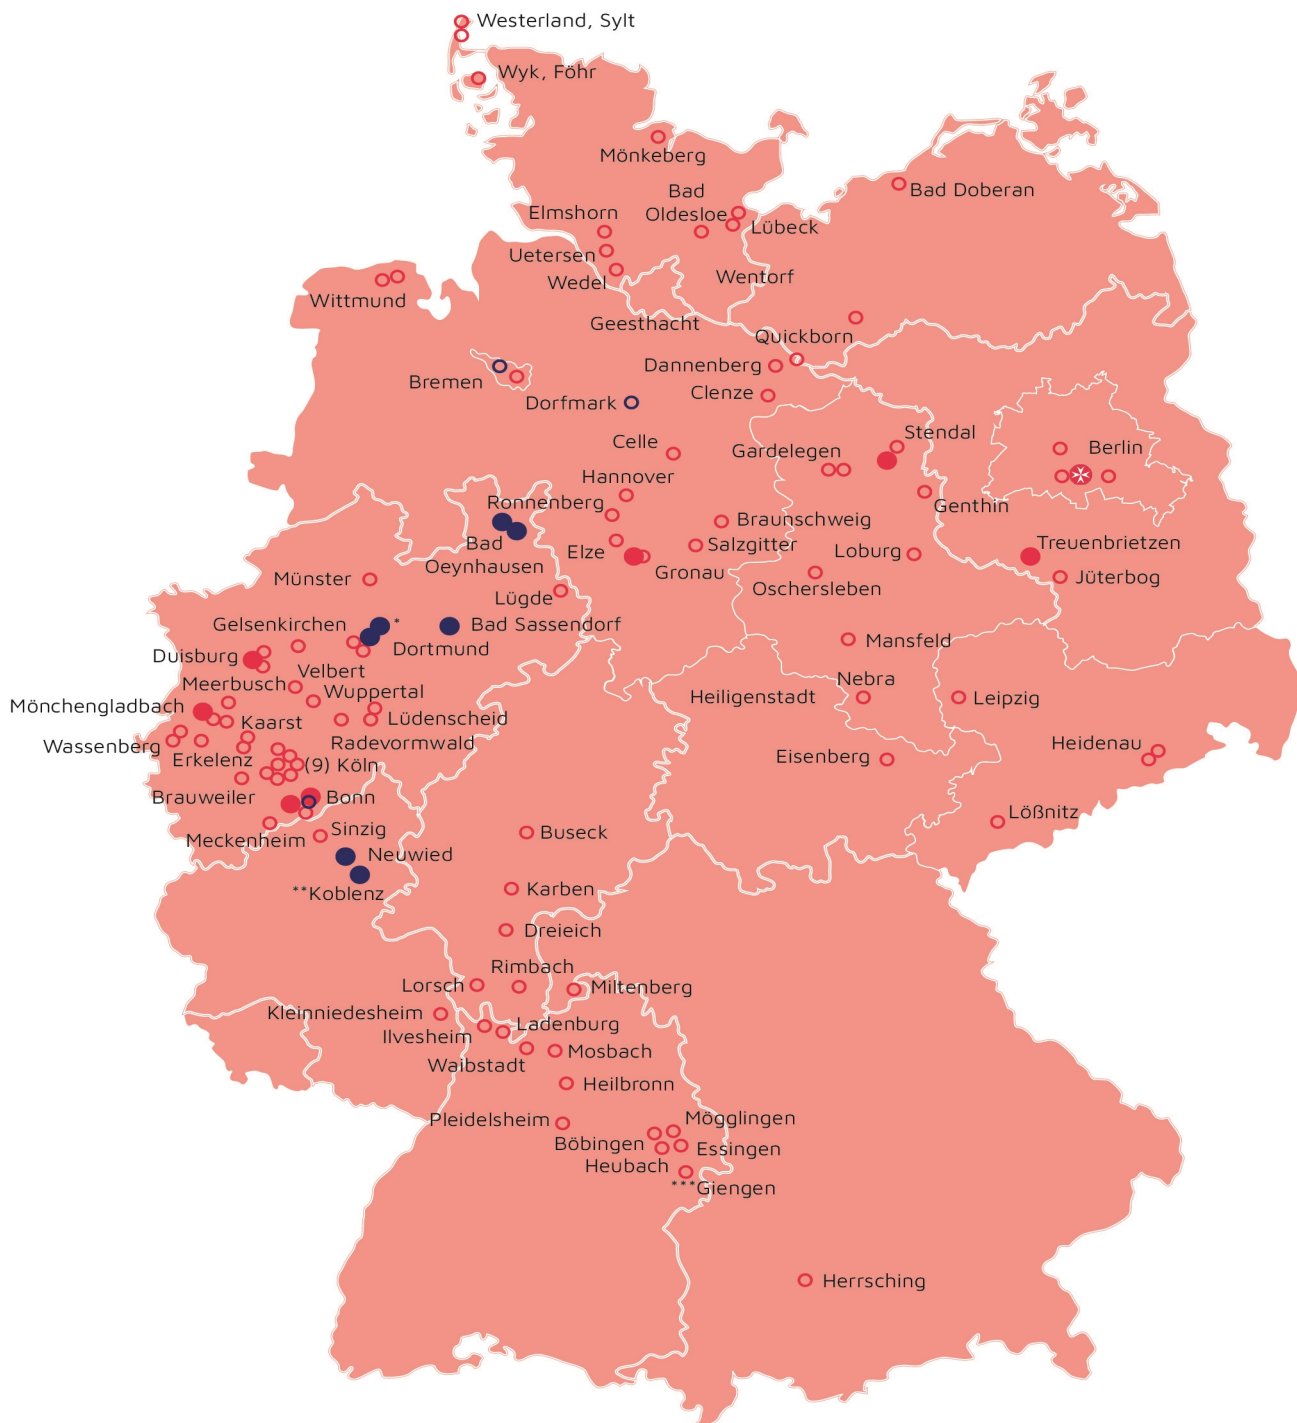 Westerland, Sylt
Wyk, Föhr
Mönkeberg
Bad
Oldesloe
Bad Doberan
Elmshorn
Lübeck
Uetersen
Wedel
Wentorf
Wittmund
Geesthacht
Quickborn
Dannenberg
Bremen
Clenze
Dorfmark
Stendal
Celle
Gardelegen
Berlin
Hannover
Ronnenberg
Genthin
Braunschweig
Bad
Oeynhausen
Elze
Salzgitter
Loburg
Treuenbrietzen
Gronau
Münster
Oschersleben
Jüterbog
Lügde
Gelsenkirchen
*
Bad Sassendorf
Dortmund
Mansfeld
Duisburg
Velbert
Meerbusch
Wuppertal
Nebra
Heiligenstadt
Leipzig
Mönchengladbach
Kaarst
Lüdenscheid
Wassenberg
Radevormwald
Heidenau
Erkelenz
(9) Köln
Eisenberg
Brauweiler
Bonn
Lößnitz
Meckenheim
Sinzig
Buseck
Neuwied
**Koblenz
Karben
Dreieich
Rimbach
Lorsch
Miltenberg
Kleinniedesheim
Ladenburg
Ilvesheim
Mosbach
Waibstadt
Heilbronn
Pleidelsheim
Mögglingen
Böbingen
Essingen
Heubach
***Giengen
Herrsching